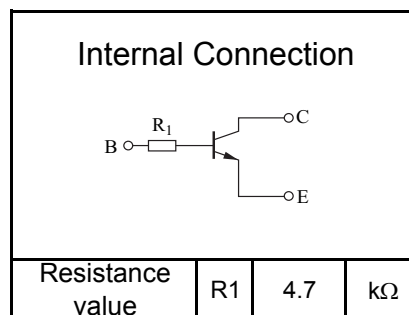 Internal Connection
C
R1
B
E
Resistance value R1 4.7 kΩ